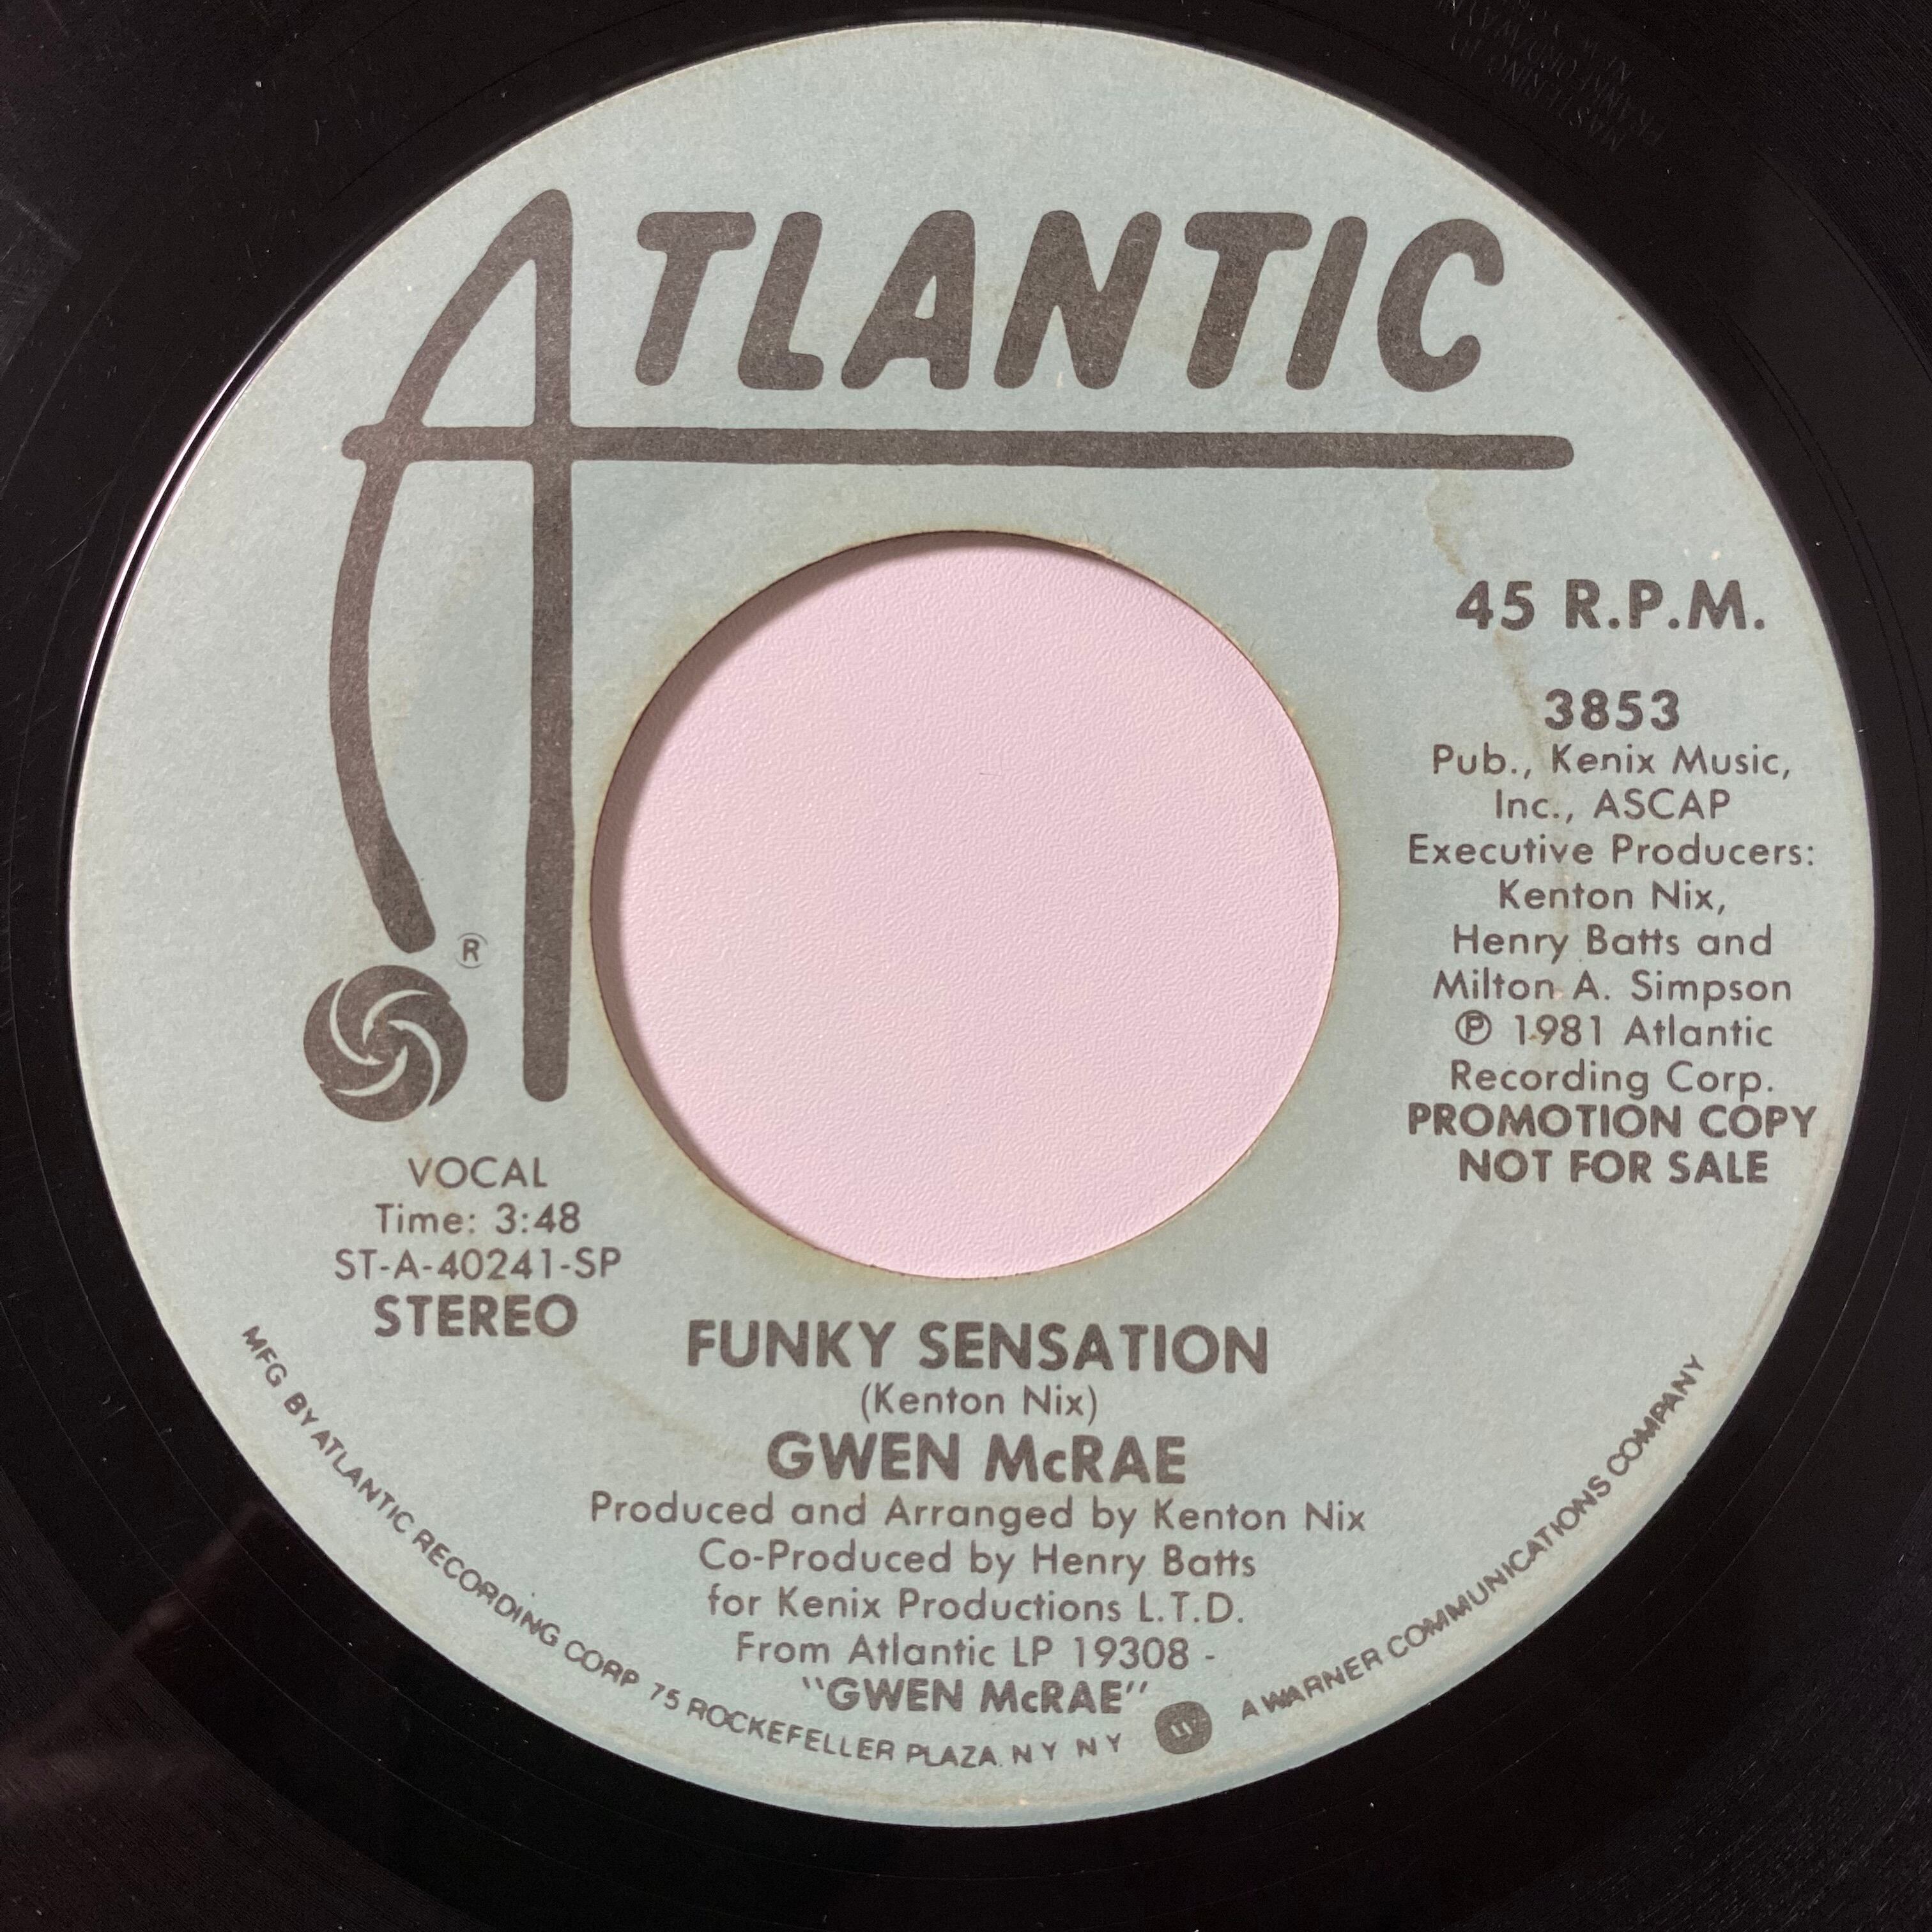 ATLANTIC
®
45 R.P.M.
3853
Pub., Kenix Music,
Inc., ASCAP
Executive Producers:
Kenton Nix,
Henry Batts and
Milton A. Simpson
℗ 1981 Atlantic
Recording Corp.
PROMOTION COPY
NOT FOR SALE
VOCAL
Time: 3:48
ST-A-40241-SP
STEREO
FUNKY SENSATION
(Kenton Nix)
GWEN McRAE
Produced and Arranged by Kenton Nix
Co-Produced by Henry Batts
for Kenix Productions L.T.D.
From Atlantic LP 19308 -
"GWEN McRAE"
MFG BY ATLANTIC RECORDING CORP 75 ROCKEFELLER PLAZA. N Y N Y A WARNER COMMUNICATIONS COMPANY
MASTERING BY